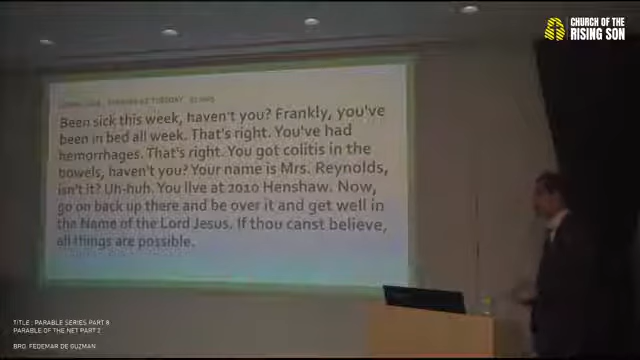 CHURCH OF THE
RISING SON
Been sick this week, haven't you? Frankly, you've
been in bed all week. That's right. You've had
hemorrhages. That's right. You got colitis in the
bowels, haven't you? Your name is Mrs. Reynolds,
isn't it? Uh-huh. You live at 2010 Henshaw. Now,
go on back up there and be over it and get well in
the Name of the Lord Jesus. If thou canst believe,
all things are possible.
TITLE : PARABLE SERIES PART 8
PARABLE OF THE NET PART 2
BRO. FEDEMAR DE GUZMAN